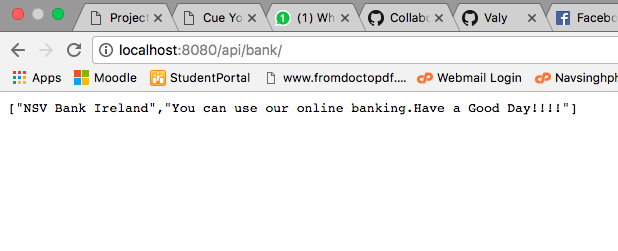 Project
Cue Yo
(1) Wh
Collabo
Valy
Facebo
localhost:8080/api/bank/
Apps
Moodle
StudentPortal
www.fromdoctopdf....
Webmail Login
Navsinghph
["NSV Bank Ireland","You can use our online banking.Have a Good Day!!!!"]